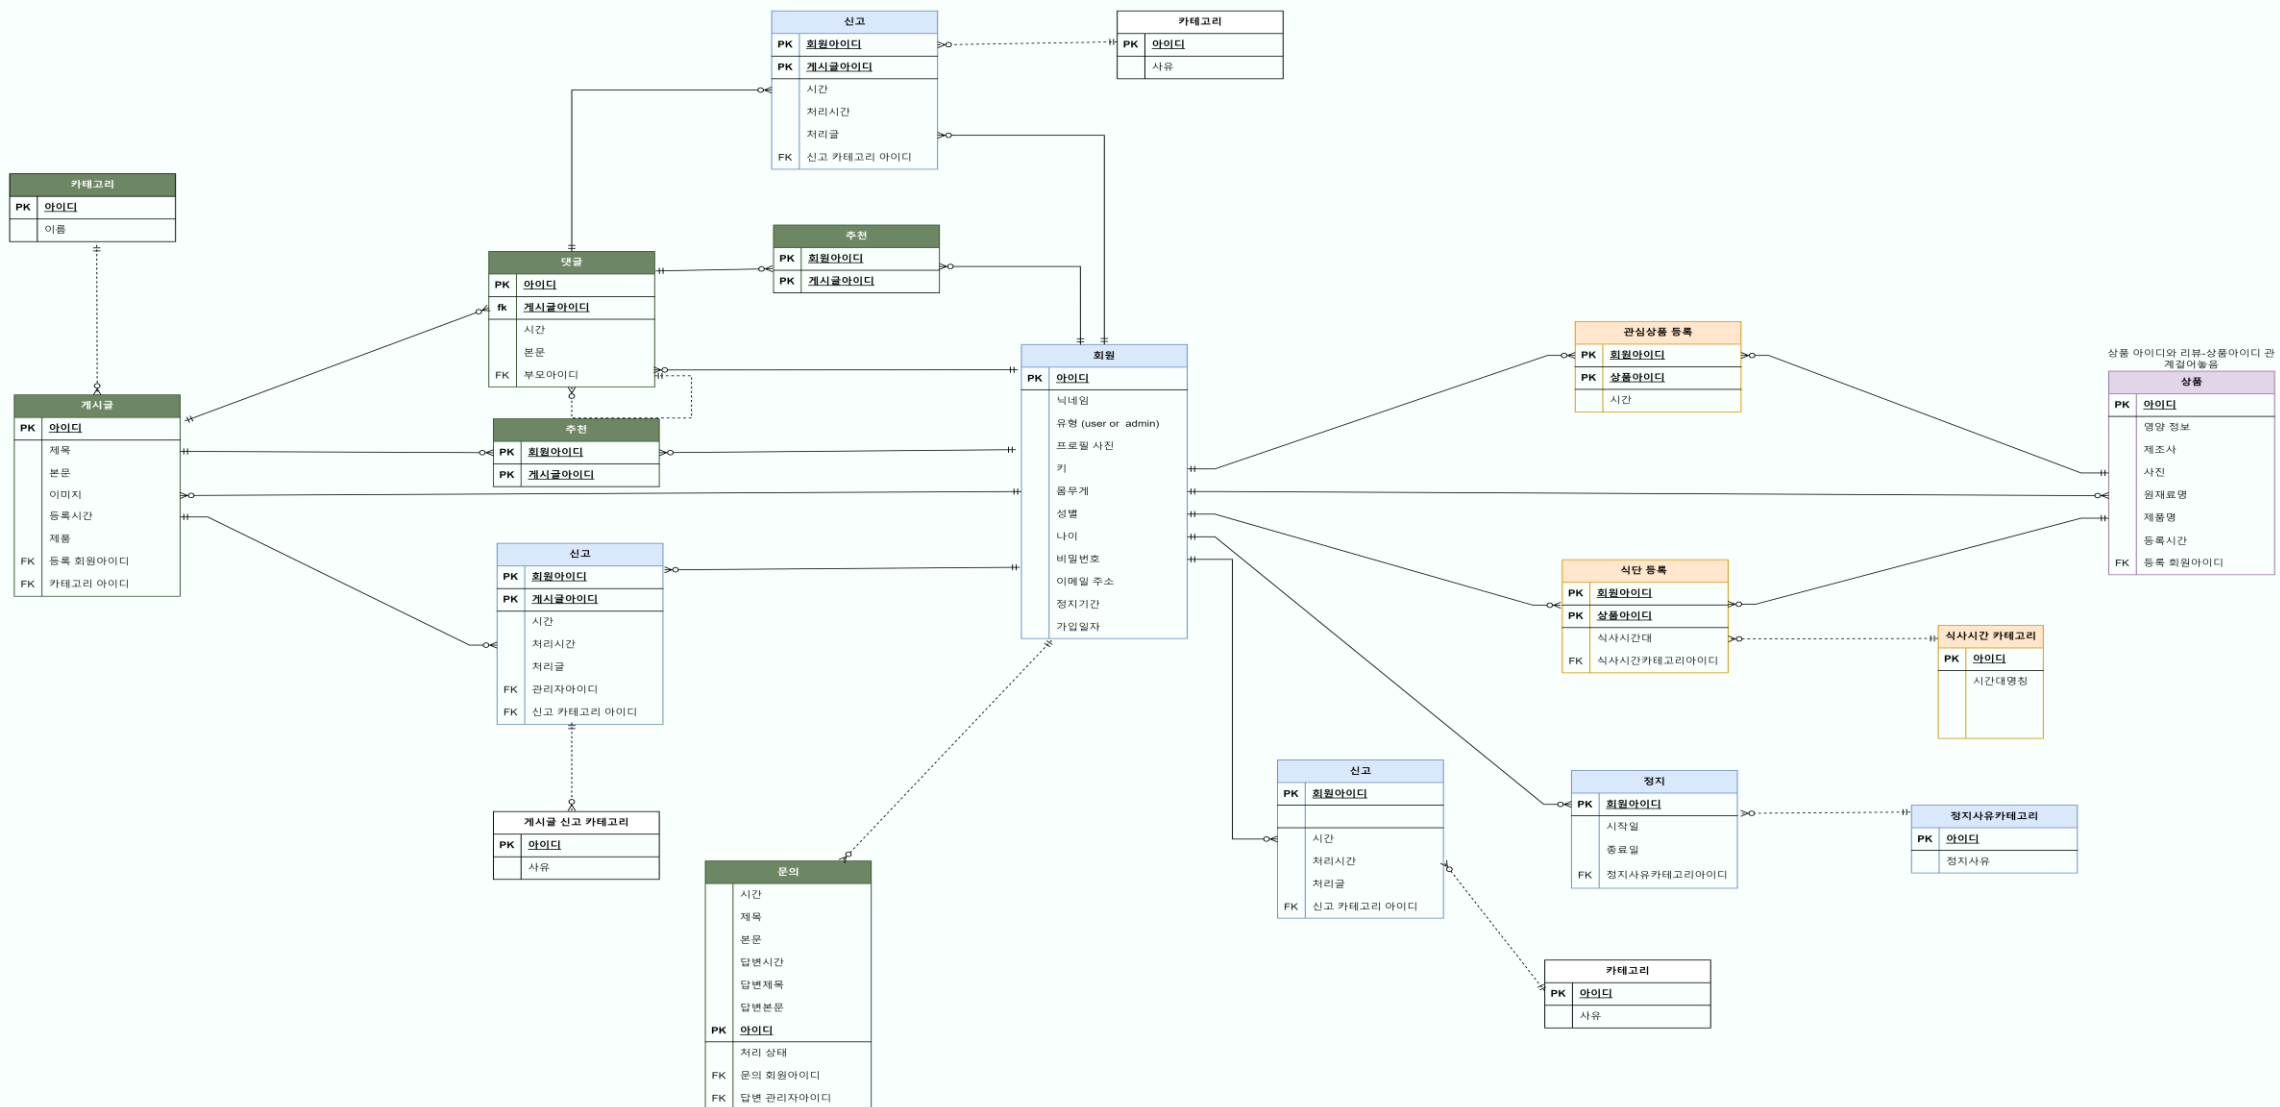 신고
PK 회원아이디
PK 게시글아이디
시간
처리시간
처리글
FK 신고 카테고리 아이디
카테고리
PK 아이디
사유
카태고리
PK 아이디
이름
추천
PK 회원아이디
PK 게시글아이디
댓글
PK 아이디
fk 게시글아이디
시간
본문
FK 부모아이디
게시글
PK 아이디
제목
본문
이미지
등록시간
제품
FK 등록 회원아이디
FK 카테고리 아이디
추천
PK 회원아이디
PK 게시글아이디
회원
PK 아이디
닉네임
유형 (user or admin)
프로필 사진
키
몸무게
성별
나이
비밀번호
이메일 주소
정지기간
가입일자
관심상품 등록
PK 회원아이디
PK 상품아이디
시간
상품 아이디와 리뷰-상품아이디 관
계걸어놓음
상품
PK 아이디
영양 정보
제조사
사진
원재료명
제품명
등록시간
FK 등록 회원아이디
신고
PK 회원아이디
PK 게시글아이디
시간
처리시간
처리글
FK 관리자아이디
FK 신고 카테고리 아이디
식단 등록
PK 회원아이디
PK 상품아이디
식사시간대
FK 식사시간카테고리아이디
식사시간 카테고리
PK 아이디
시간대명칭
게시글 신고 카테고리
PK 아이디
사유
신고
PK 회원아이디
시간
처리시간
처리글
FK 신고 카테고리 아이디
정지
PK 회원아이디
시작일
종료일
FK 정지사유카테고리아이디
정지사유카테고리
PK 아이디
정지사유
문의
시간
제목
본문
답변시간
답변제목
답변본문
PK 아이디
처리 상태
FK 문의 회원아이디
FK 답변 관리자아이디
카테고리
PK 아이디
사유